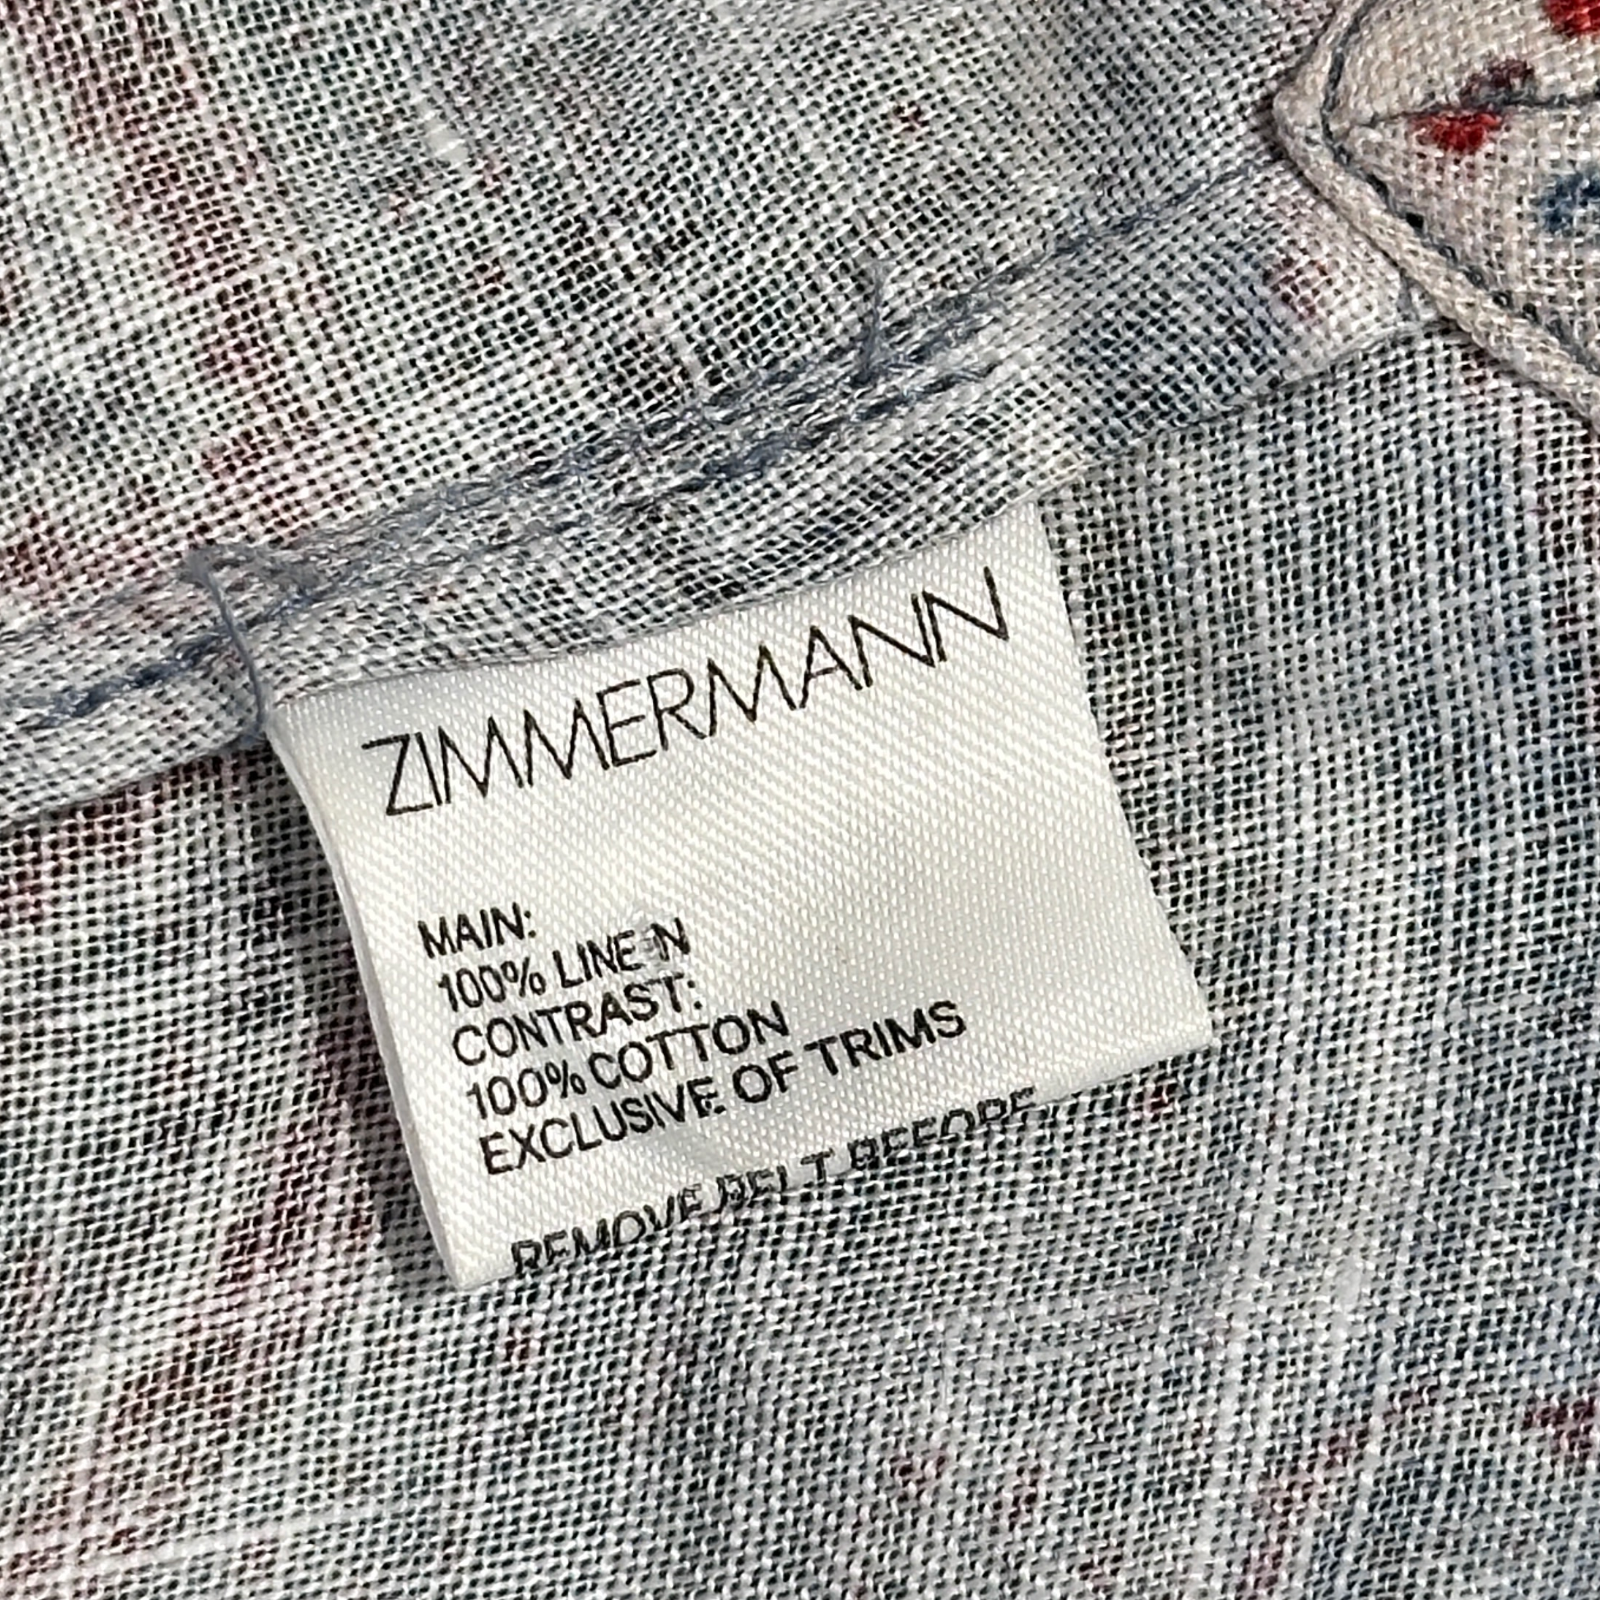 ZIMMERMANN
MAIN:
100% LINEN
CONTRAST:
100% COTTON
EXCLUSIVE OF TRIMS
REMOVE BELT BEFORE